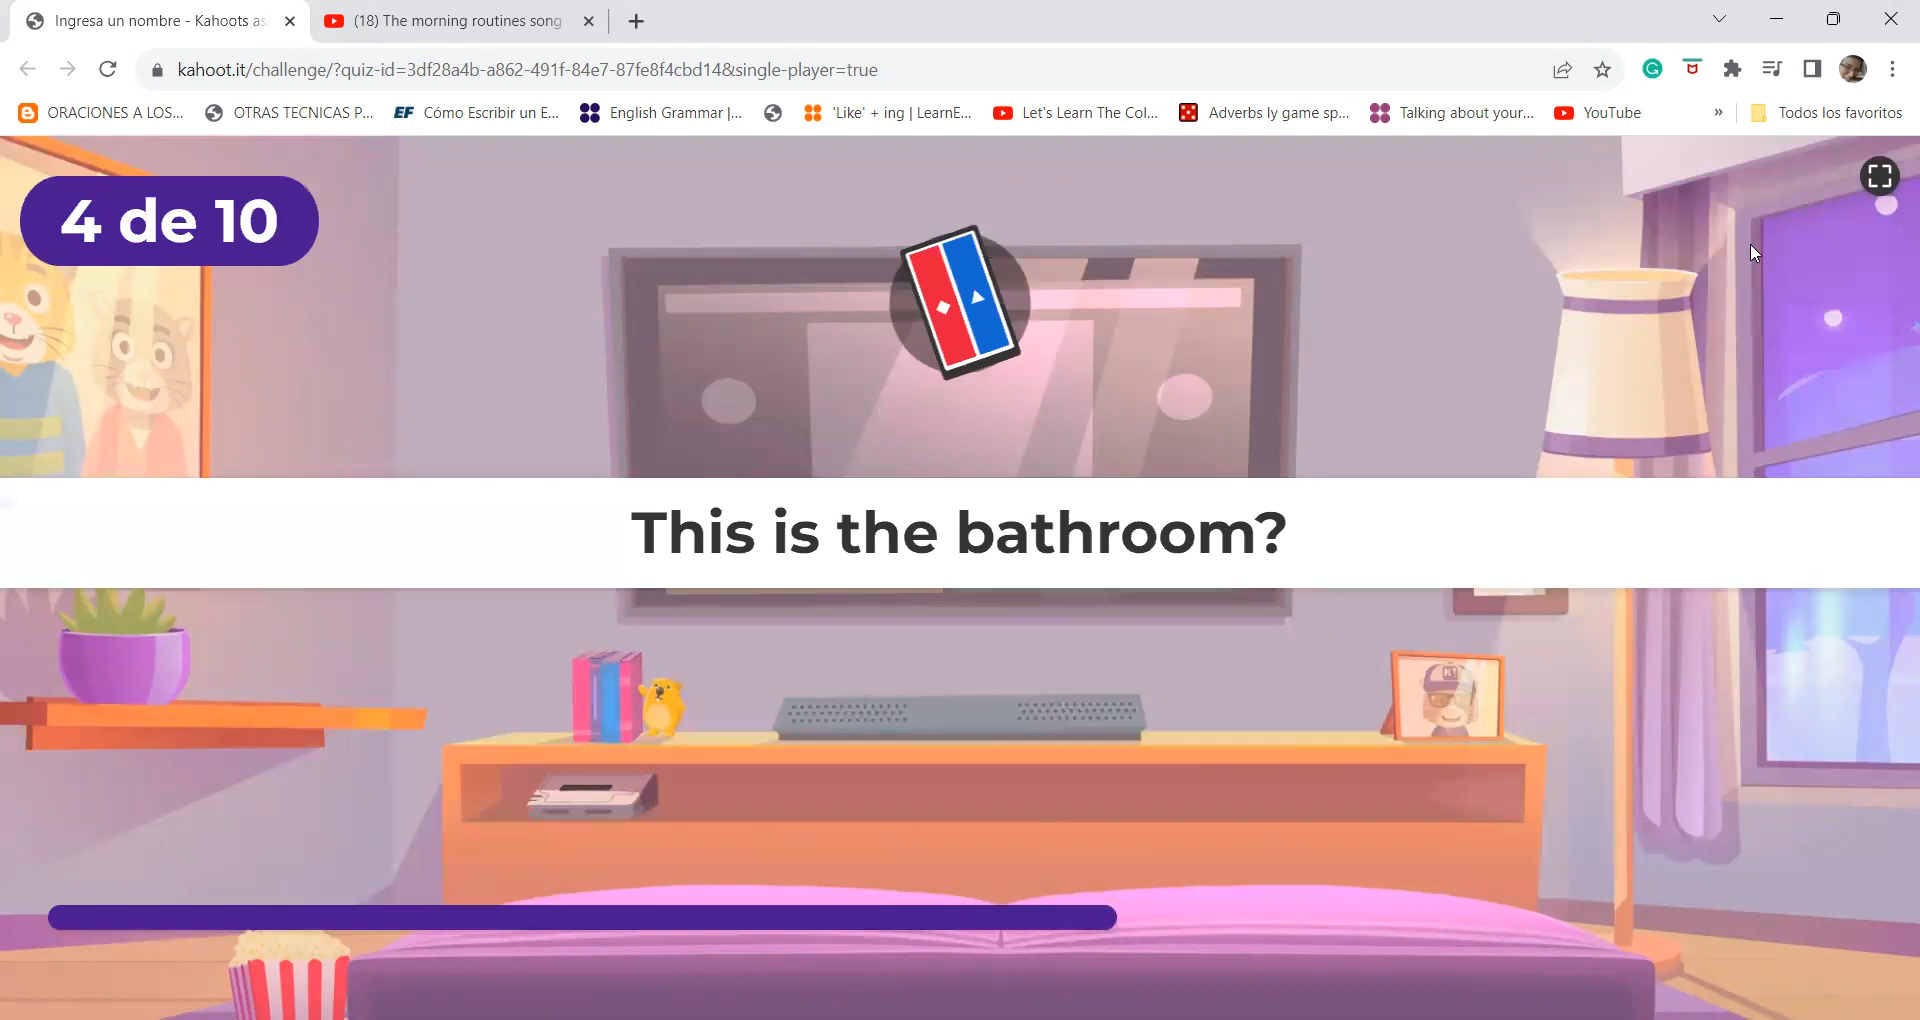 Ingresa un nombre - Kahoots as
(18) The morning routines song
kahoot.it/challenge/?quiz-id=3df28a4b-a862-491f-84e7-87fe8f4cbd14&single-player=true
ORACIONES A LOS...
OTRAS TECNICAS P...
EF Cómo Escribir un E...
English Grammar |...
'Like' + ing | LearnE...
Let's Learn The Col...
Adverbs ly game sp...
Talking about your...
YouTube
»
Todos los favoritos
4 de 10
This is the bathroom?
K!